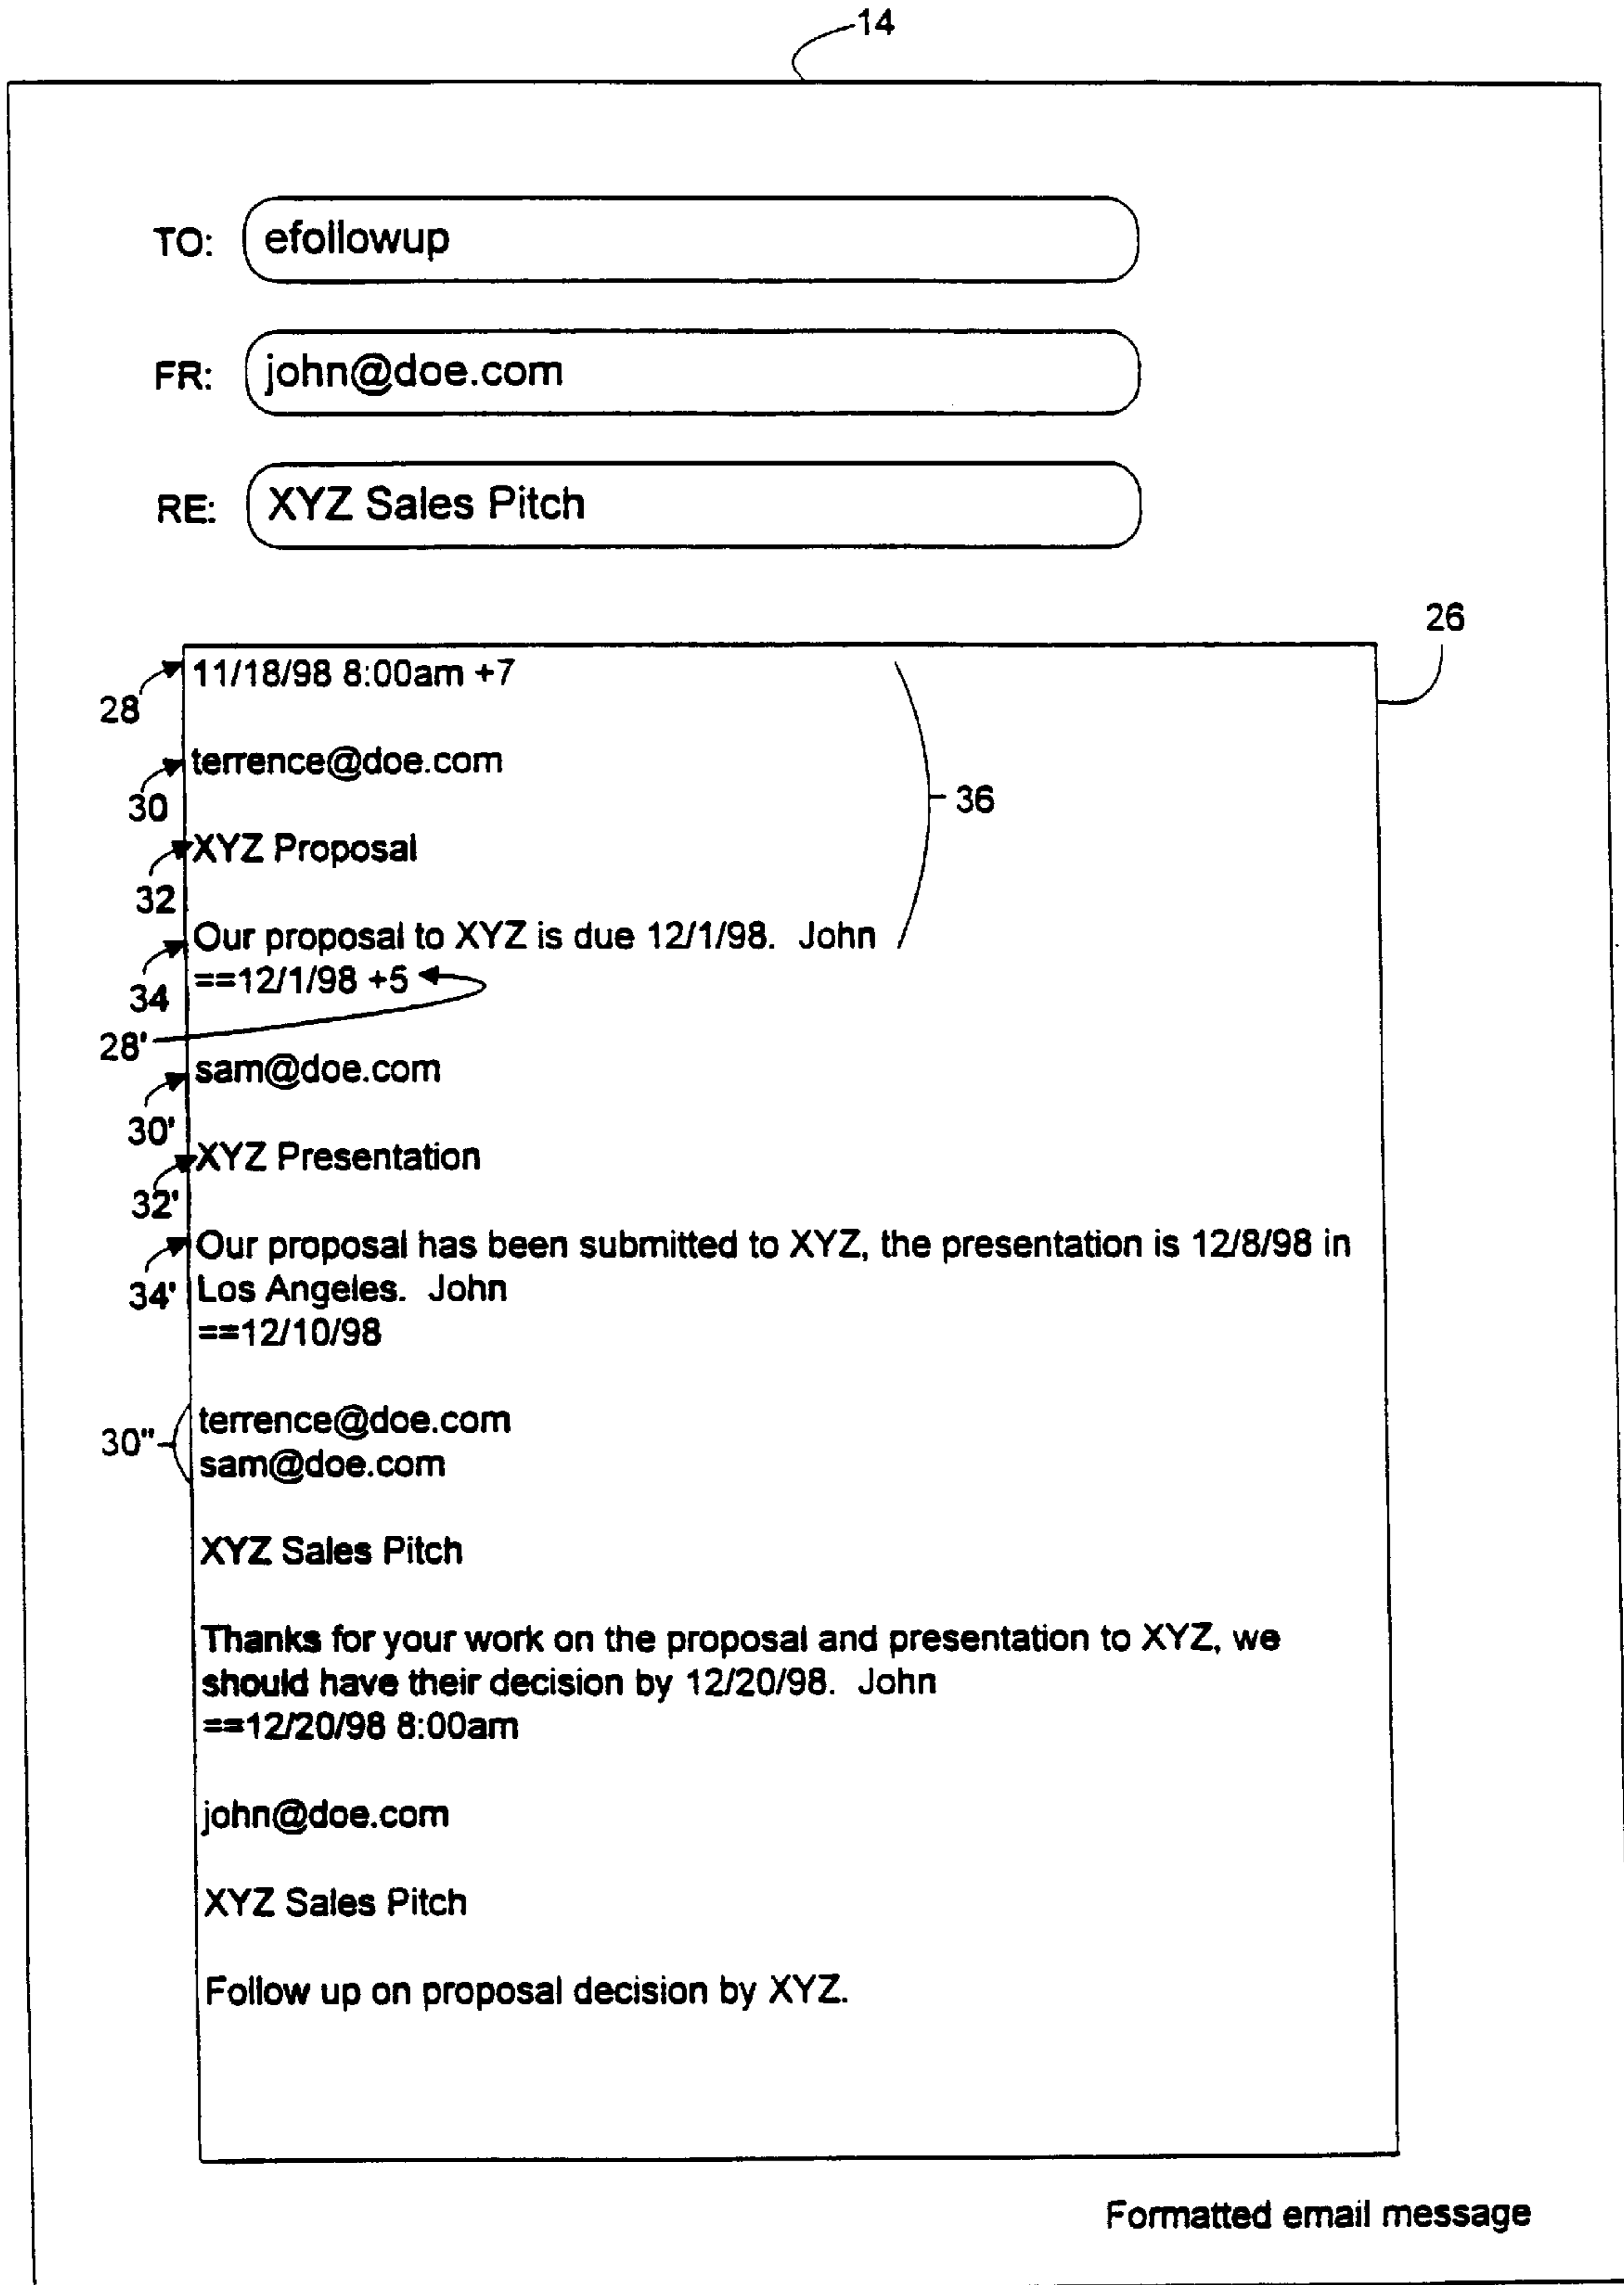 14
TO: efollowup
FR: john@doe.com
RE: XYZ Sales Pitch
26
28
11/18/98 8:00am +7
30
terrence@doe.com
36
32
XYZ Proposal
34
Our proposal to XYZ is due 12/1/98. John
==12/1/98 +5
28'
30'
sam@doe.com
32'
XYZ Presentation
34'
Our proposal has been submitted to XYZ, the presentation is 12/8/98 in
Los Angeles. John
==12/10/98
30"
terrence@doe.com
sam@doe.com
XYZ Sales Pitch
Thanks for your work on the proposal and presentation to XYZ, we
should have their decision by 12/20/98. John
==12/20/98 8:00am
john@doe.com
XYZ Sales Pitch
Follow up on proposal decision by XYZ.
Formatted email message